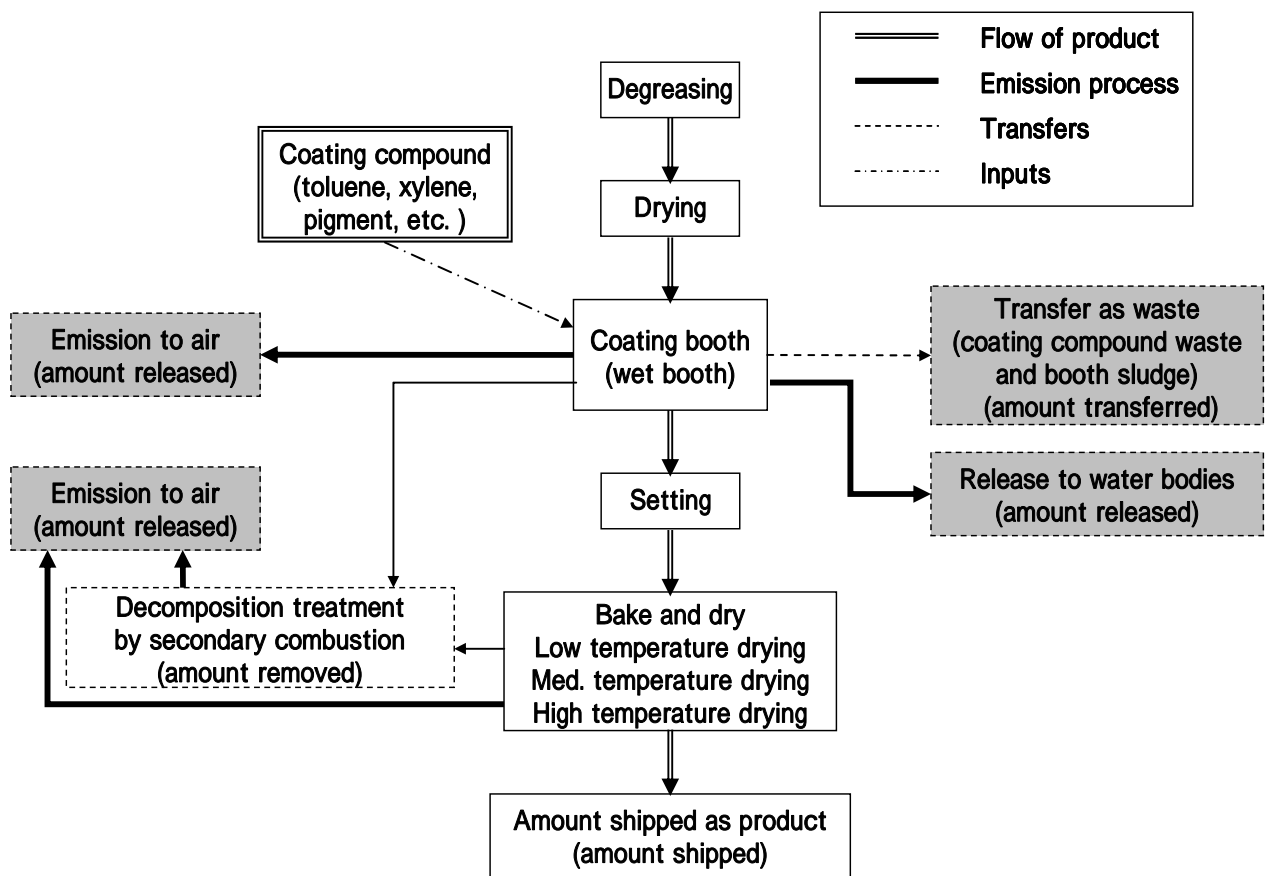 Flow of product
Emission process
Transfers
Inputs
Degreasing
Coating compound
(toluene, xylene,
pigment, etc. )
Drying
Emission to air
(amount released)
Coating booth
(wet booth)
Transfer as waste
(coating compound waste
and booth sludge)
(amount transferred)
Emission to air
(amount released)
Setting
Release to water bodies
(amount released)
Decomposition treatment
by secondary combustion
(amount removed)
Bake and dry
Low temperature drying
Med. temperature drying
High temperature drying
Amount shipped as product
(amount shipped)